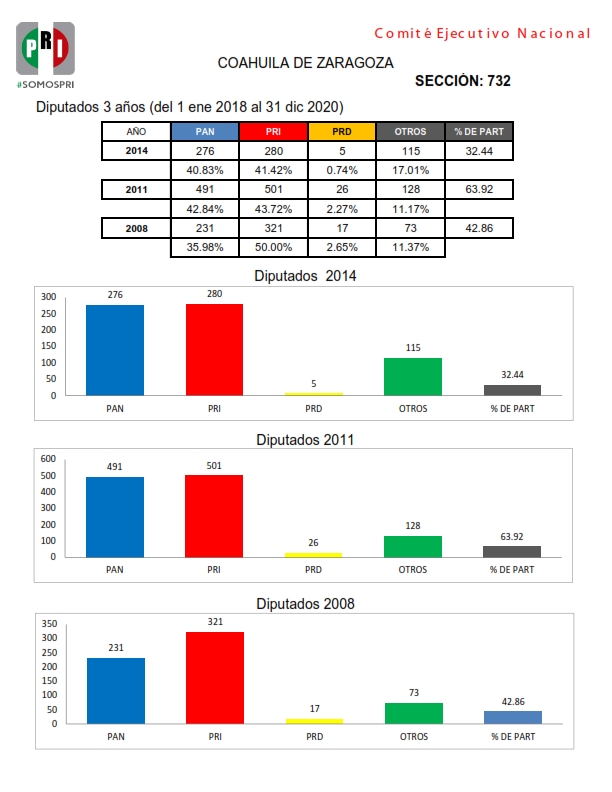 Comité Ejecutivo Nacional
PRI
#SOMOSPRI
COAHUILA DE ZARAGOZA
SECCIÓN: 732
Diputados 3 años (del 1 ene 2018 al 31 dic 2020)
AÑO PAN PRI PRD OTROS % DE PART
2014 276 280 5 115 32.44
40.83% 41.42% 0.74% 17.01%
2011 491 501 26 128 63.92
42.84% 43.72% 2.27% 11.17%
2008 231 321 17 73 42.86
35.98% 50.00% 2.65% 11.37%
Diputados 2014
300
250
200
150
100
50
0
276 280 5 115 32.44
PAN PRI PRD OTROS % DE PART
Diputados 2011
600
500
400
300
200
100
0
491 501 26 128 63.92
PAN PRI PRD OTROS % DE PART
Diputados 2008
350
300
250
200
150
100
50
0
231 321 17 73 42.86
PAN PRI PRD OTROS % DE PART